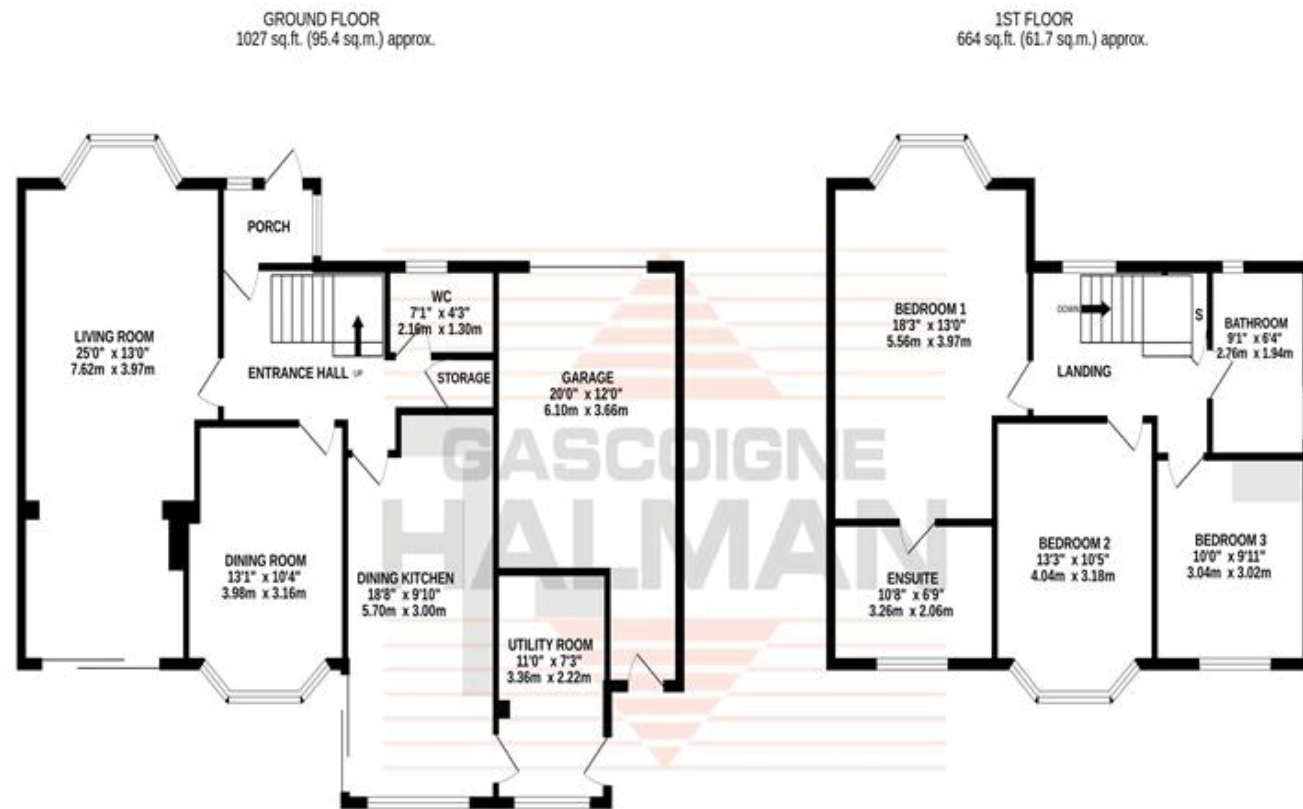 GROUND FLOOR
1027 sq.ft. (95.4 sq.m.) approx.
PORCH
WC
7'1" x 4'3"
2.16m x 1.30m
LIVING ROOM
25'0" x 13'0"
7.62m x 3.97m
ENTRANCE HALL
UP
STORAGE
GARAGE
20'0" x 12'0"
6.10m x 3.66m
DINING ROOM
13'1" x 10'4"
3.98m x 3.16m
DINING KITCHEN
18'8" x 9'10"
5.70m x 3.00m
UTILITY ROOM
11'0" x 7'3"
3.36m x 2.22m
1ST FLOOR
664 sq.ft. (61.7 sq.m.) approx.
BEDROOM 1
18'3" x 13'0"
5.56m x 3.97m
DOWN
S
BATHROOM
9'1" x 6'4"
2.76m x 1.94m
LANDING
ENSUITE
10'8" x 6'9"
3.26m x 2.06m
BEDROOM 2
13'3" x 10'5"
4.04m x 3.18m
BEDROOM 3
10'0" x 9'11"
3.04m x 3.02m
GASCOIGNE
HALMAN